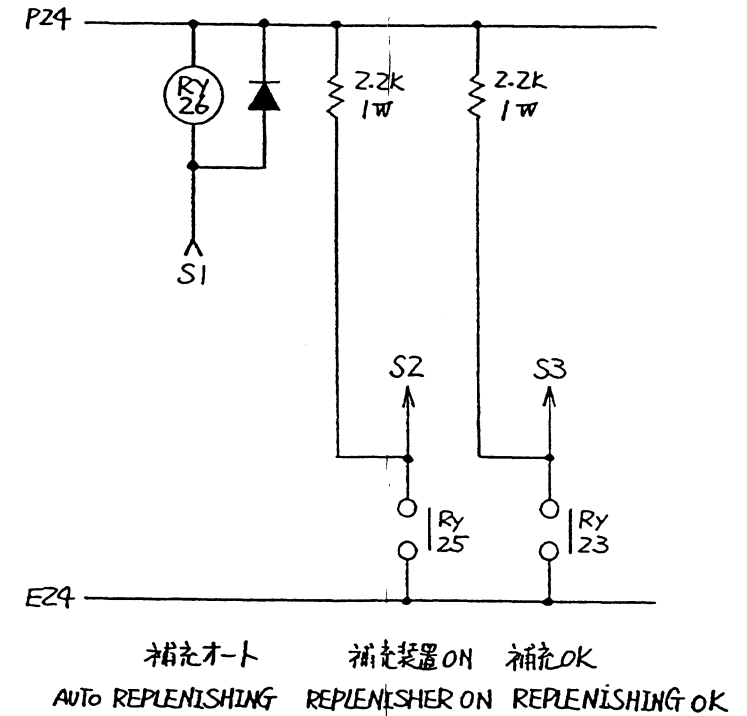 P24
RY
26
2.2K
1W
2.2K
1W
S1
S2
S3
RY
25
RY
23
E24
補充オート
補充装置ON
補充OK
AUTO REPLENISHING
REPLENISHER ON
REPLENISHING OK